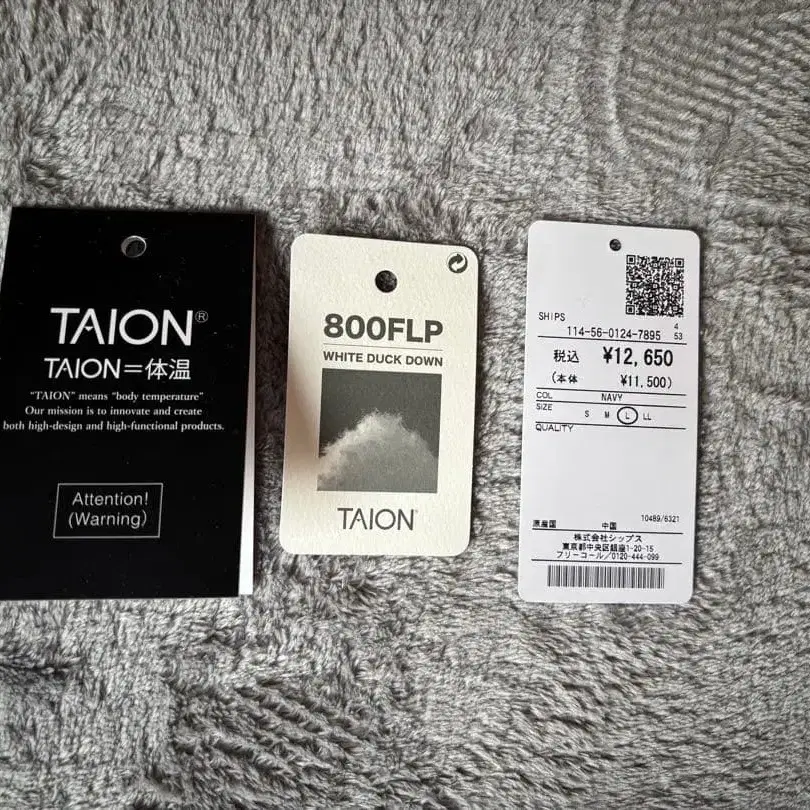 TAION®
TAION=体温
“TAION” means “body temperature”
Our mission is to innovate and create
both high-design and high-functional products.
Attention!
(Warning)
800FLP
WHITE DUCK DOWN
TAION®
SHIPS
114-56-0124-7895
4
53
税込 ¥12,650
(本体 ¥11,500)
COL NAVY
SIZE S M L LL
QUALITY
10489/6321
原産国 中国
株式会社シップス
東京都中央区銀座1-20-15
フリーコール/0120-444-099